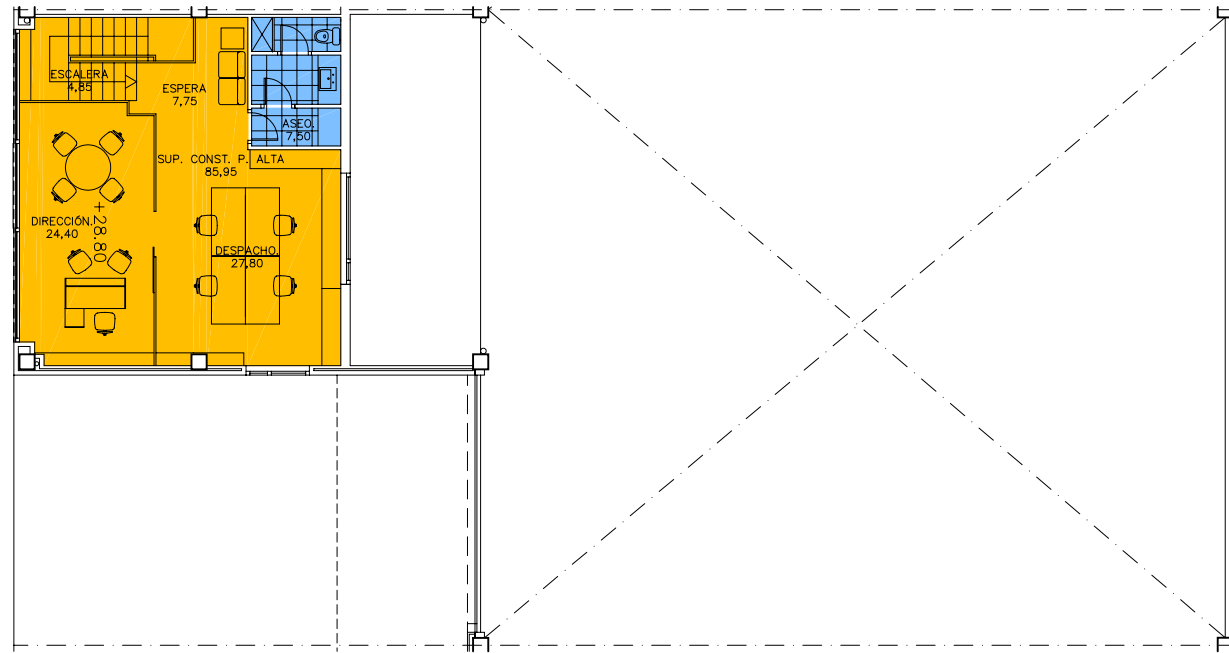 ESCALERA
4,85
ESPERA
7,75
ASEO.
7,50
SUP. CONST. P. ALTA
85,95
DIRECCIÓN.
24,40
+28.80
DESPACHO.
27,80